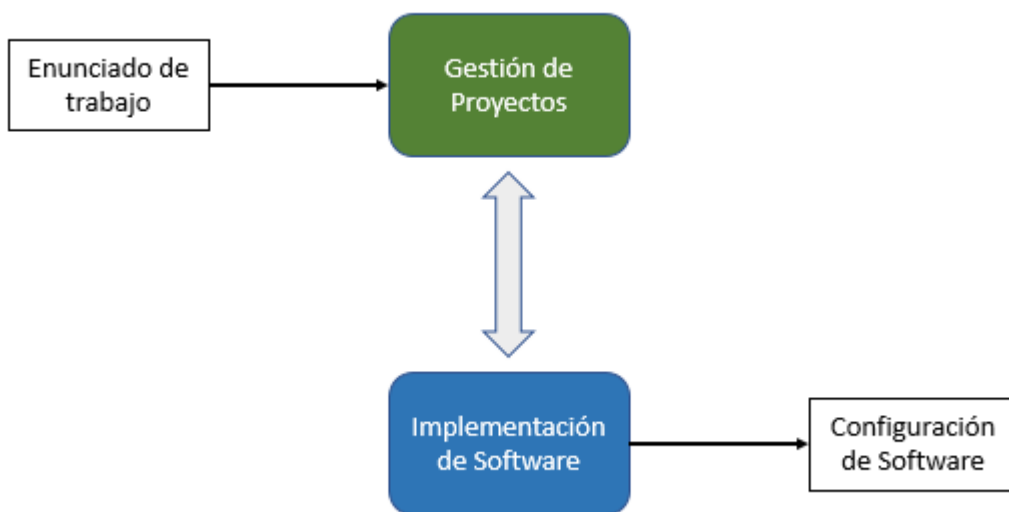 Enunciado de
trabajo
Gestión de
Proyectos
Implementación
de Software
Configuración
de Software